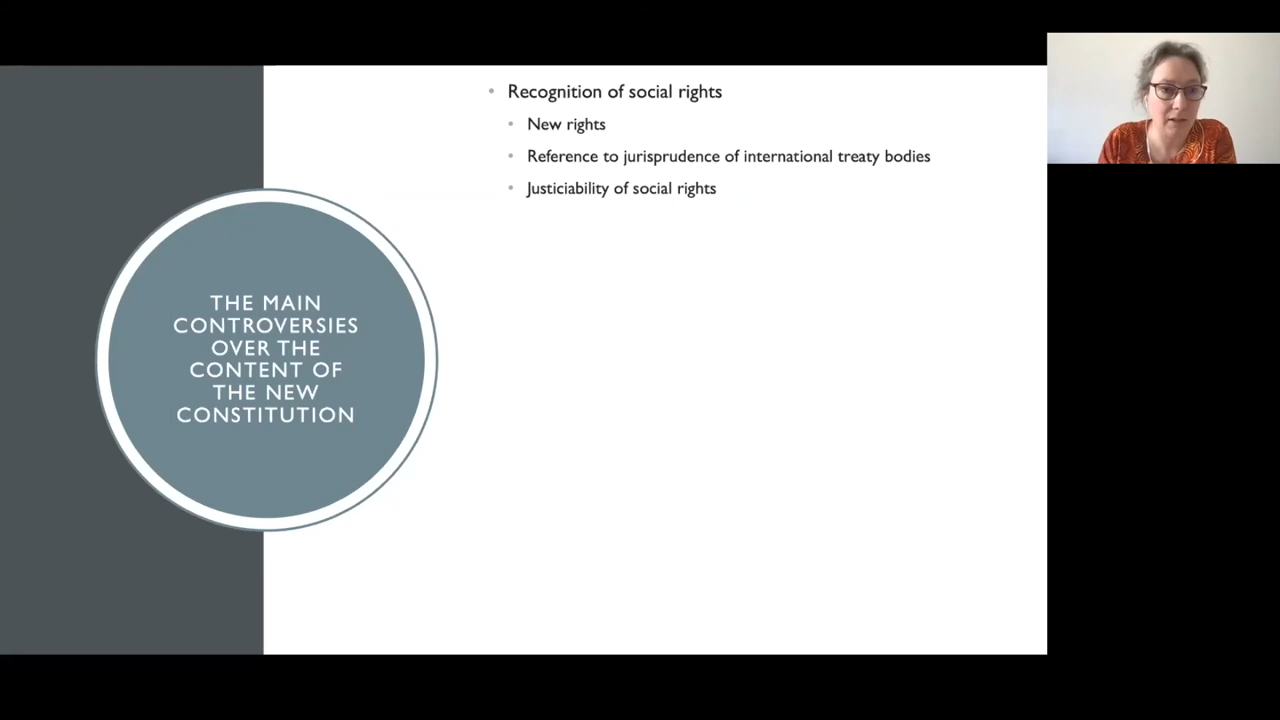 THE MAIN
CONTROVERSIES
OVER THE
CONTENT OF
THE NEW
CONSTITUTION
• Recognition of social rights
• New rights
• Reference to jurisprudence of international treaty bodies
• Justiciability of social rights